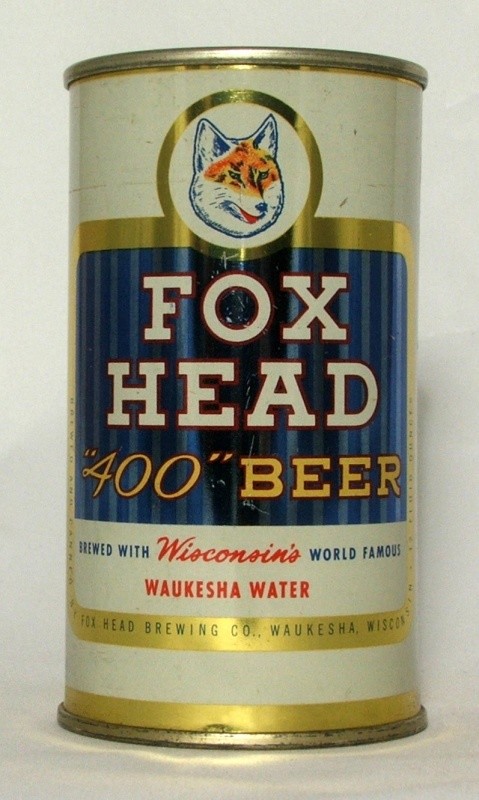 FOX
HEAD
"400" BEER
BREWED WITH Wisconsin's WORLD FAMOUS
WAUKESHA WATER
FOX HEAD BREWING CO., WAUKESHA, WISCON